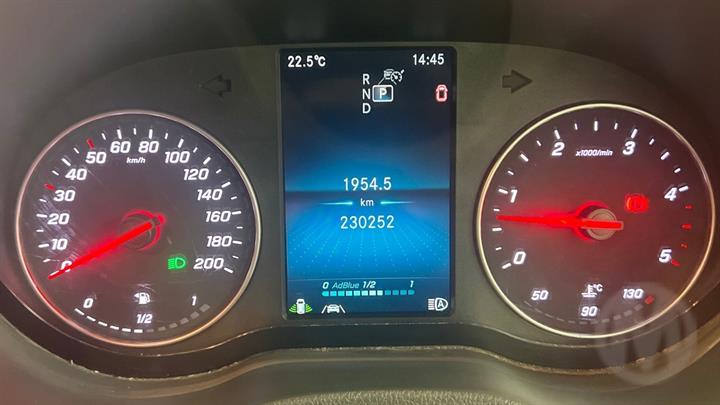 22.5°C 14:45
R
N P
D
1954.5
km
230252
0 AdBlue 1/2 1
A
0 10 20 30 40 50 60 80 100 120 140 160 180 200
km/h
0 1/2 1
0 1 2 3 4 5
x1000/min
50 °C 130
90
M